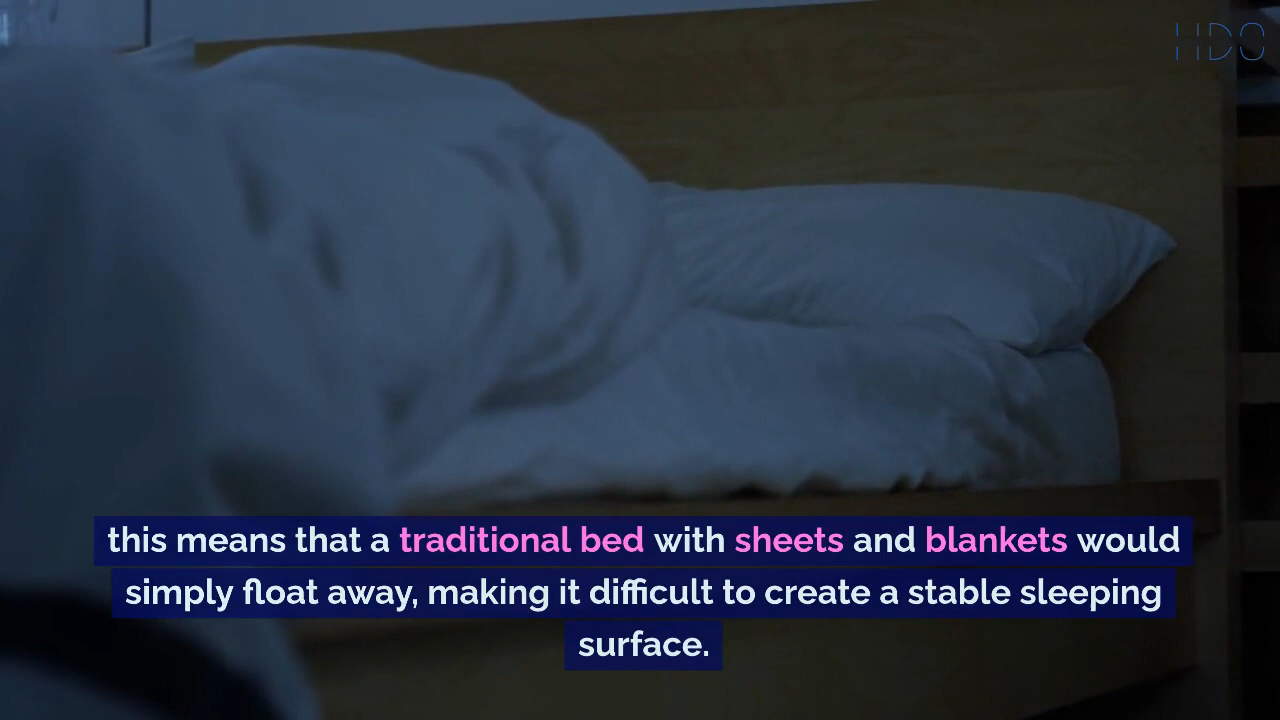 HDO
this means that a traditional bed with sheets and blankets would
simply float away, making it difficult to create a stable sleeping
surface.